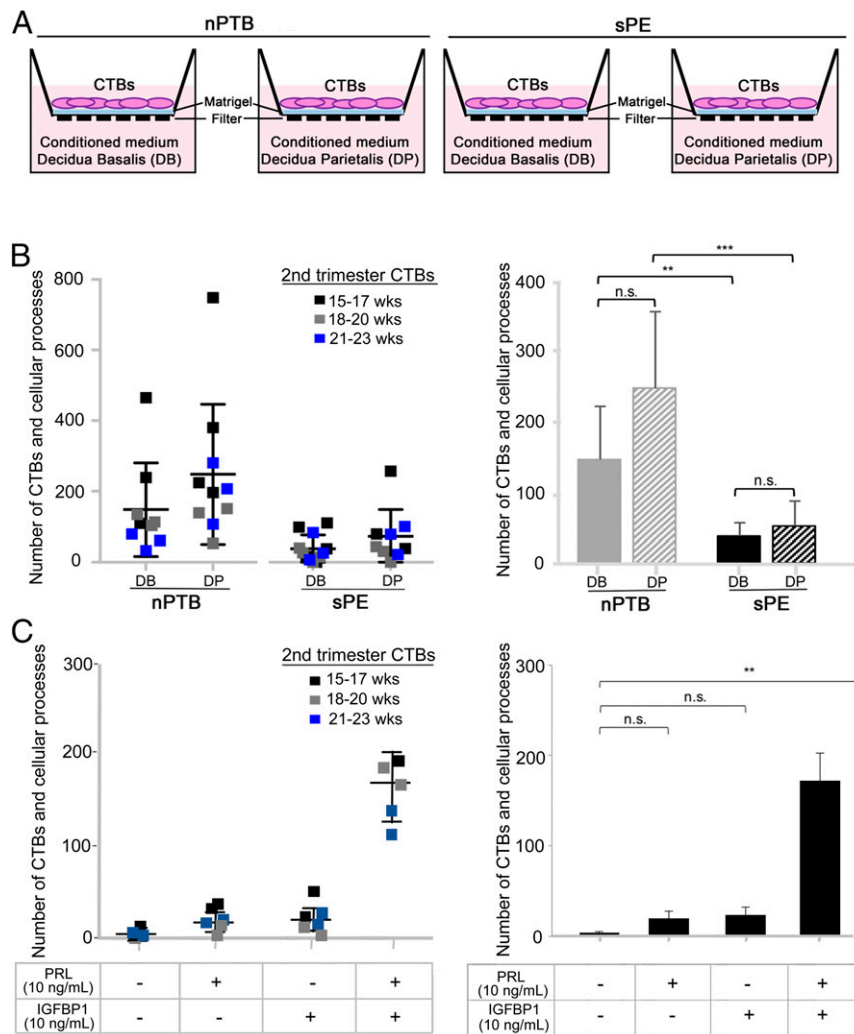 A
nPTB
sPE
CTBs
CTBs
CTBs
CTBs
Matrigel
Filter
Matrigel
Filter
Conditioned medium
Decidua Basalis (DB)
Conditioned medium
Decidua Parietalis (DP)
Conditioned medium
Decidua Basalis (DB)
Conditioned medium
Decidua Parietalis (DP)
B
Number of CTBs and cellular processes
800
600
400
200
0
2nd trimester CTBs
15-17 wks
18-20 wks
21-23 wks
DB
DP
DB
DP
nPTB
sPE
Number of CTBs and cellular processes
400
300
200
100
0
***
**
n.s.
n.s.
DB
DP
DB
DP
nPTB
sPE
C
Number of CTBs and cellular processes
300
200
100
0
2nd trimester CTBs
15-17 wks
18-20 wks
21-23 wks
PRL
(10 ng/mL)
- + - +
IGFBP1
(10 ng/mL)
- - + +
Number of CTBs and cellular processes
300
200
100
0
**
n.s.
n.s.
PRL
(10 ng/mL)
- + - +
IGFBP1
(10 ng/mL)
- - + +